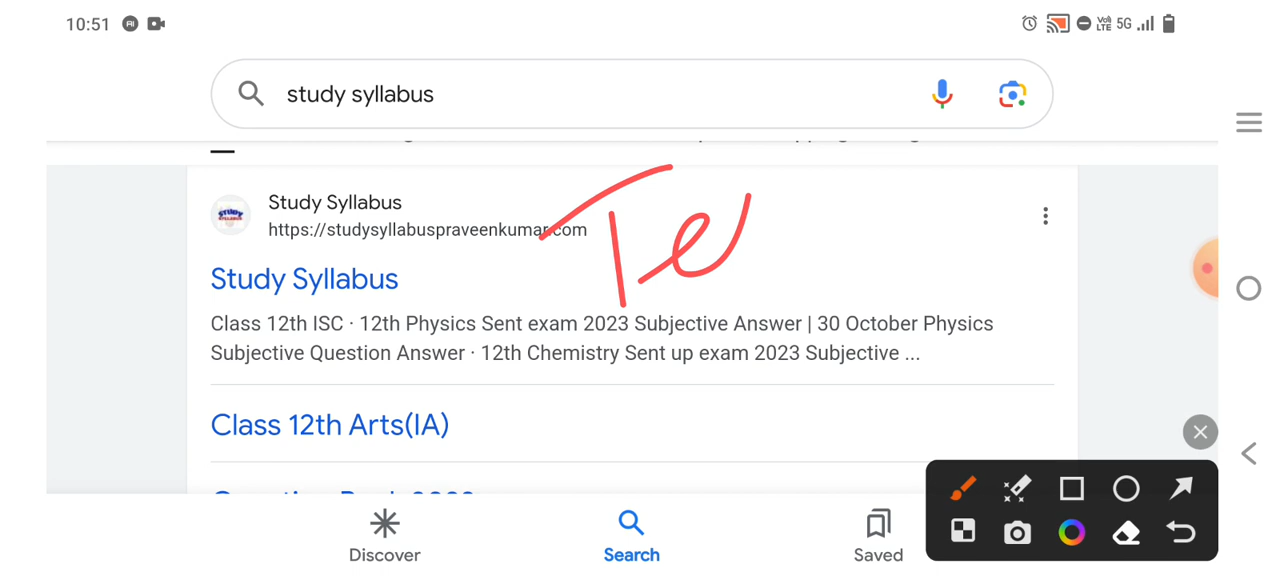 10:51 5G
study syllabus
Study Syllabus
https://studysyllabuspraveenkumar.com
Te
Study Syllabus
Class 12th ISC · 12th Physics Sent exam 2023 Subjective Answer | 30 October Physics
Subjective Question Answer · 12th Chemistry Sent up exam 2023 Subjective ...
Class 12th Arts(IA)
Discover Search Saved